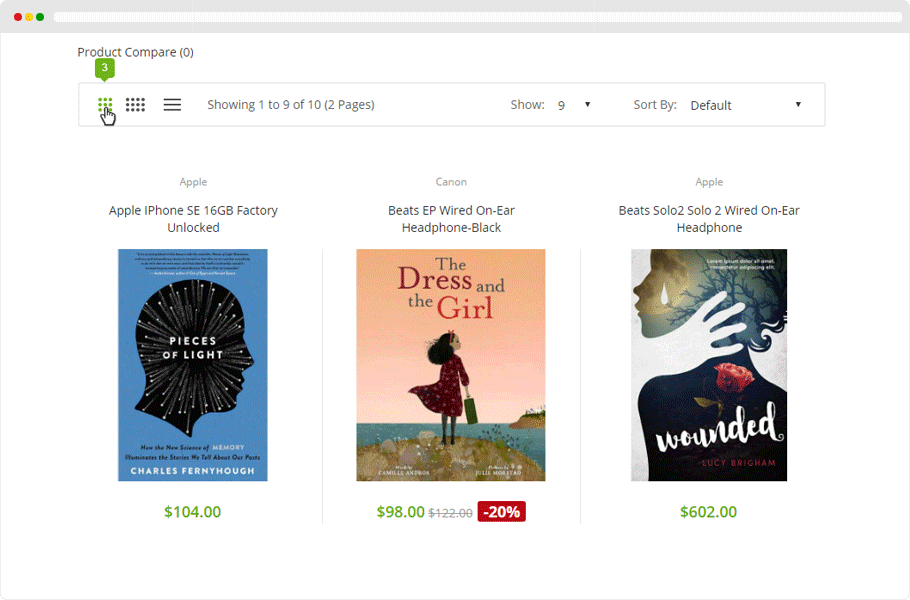 Product Compare (0)
3
Showing 1 to 9 of 10 (2 Pages)
Show: 9
Sort By: Default
Apple
Apple IPhone SE 16GB Factory
Unlocked
PIECES
OF LIGHT
How the New Science of MEMORY
Illuminates the Stories We Tell About Our Pasts
CHARLES FERNYHOUGH
$104.00
Canon
Beats EP Wired On-Ear
Headphone-Black
The
Dress and
the Girl
Words by
CAMILLE ANDROS
Pictures by
JULIE MORSTAD
$98.00 $122.00 -20%
Apple
Beats Solo2 Solo 2 Wired On-Ear
Headphone
Lorem ipsum dolor sit amet,
consectetur adipiscing elit.
wounded
LUCY BRIGHAM
$602.00